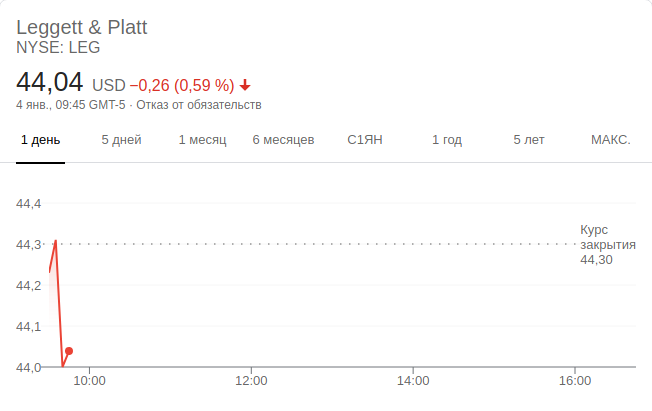 Leggett & Platt
NYSE: LEG
44,04 USD −0,26 (0,59 %)
4 янв., 09:45 GMT-5 · Отказ от обязательств
1 день 5 дней 1 месяц 6 месяцев С1ЯН 1 год 5 лет МАКС.
44,4
Курс
44,3 закрытия
44,30
44,2
44,1
44,0
10:00 12:00 14:00 16:00